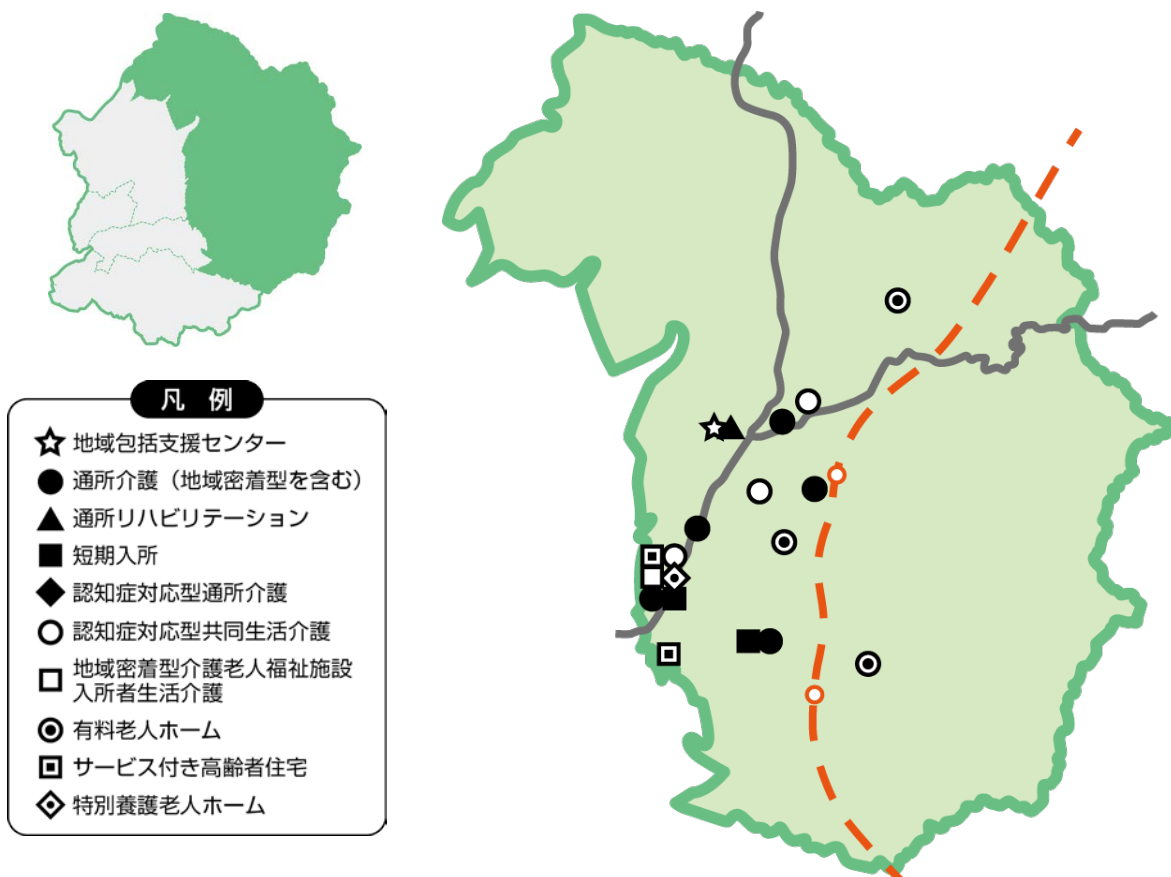 凡例
地域包括支援センター
通所介護（地域密着型を含む）
通所リハビリテーション
短期入所
認知症対応型通所介護
認知症対応型共同生活介護
地域密着型介護老人福祉施設
入所者生活介護
有料老人ホーム
サービス付き高齢者住宅
特別養護老人ホーム